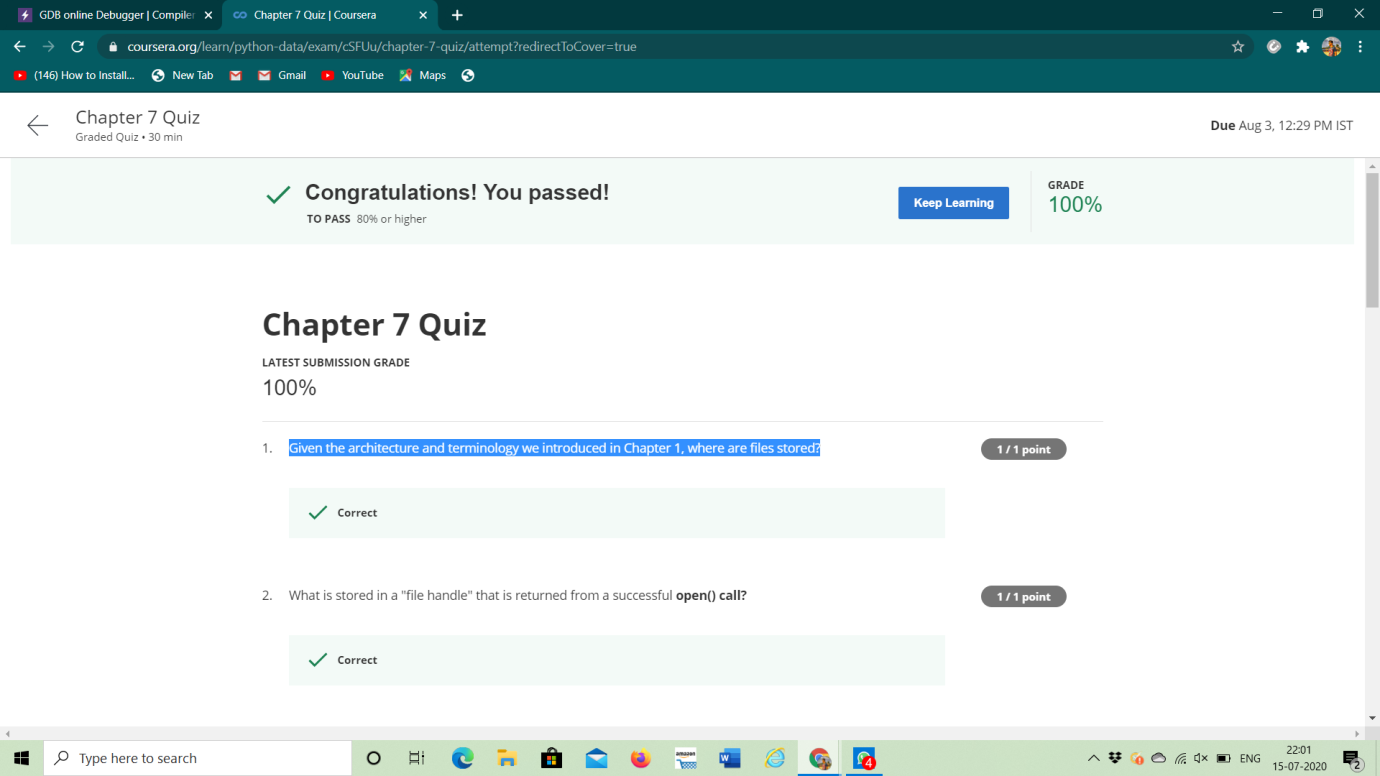 GDB online Debugger | Compiler
Chapter 7 Quiz | Coursera
coursera.org/learn/python-data/exam/cSFUu/chapter-7-quiz/attempt?redirectToCover=true
(146) How to Install...
New Tab
Gmail
YouTube
Maps
Chapter 7 Quiz
Graded Quiz • 30 min
Due Aug 3, 12:29 PM IST
Congratulations! You passed!
TO PASS 80% or higher
Keep Learning
GRADE
100%
Chapter 7 Quiz
LATEST SUBMISSION GRADE
100%
1. Given the architecture and terminology we introduced in Chapter 1, where are files stored?
1 / 1 point
Correct
2. What is stored in a "file handle" that is returned from a successful open() call?
1 / 1 point
Correct
Type here to search
amazon
W
4
ENG
22:01
15-07-2020
2